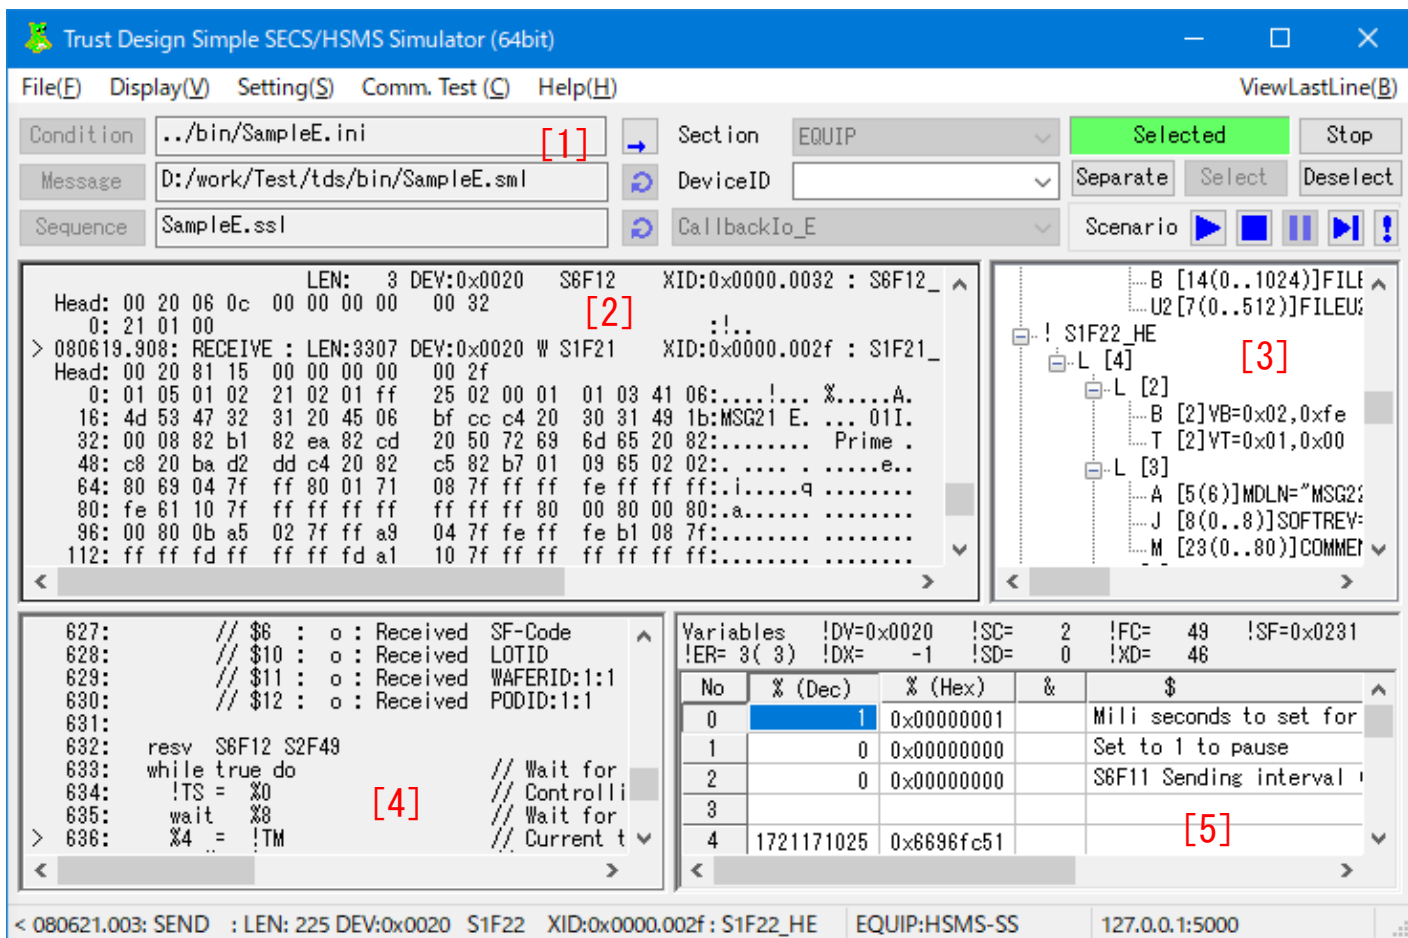 Trust Design Simple SECS/HSMS Simulator (64bit)
File(F) Display(V) Setting(S) Comm. Test (C) Help(H) ViewLastLine(B)
Condition ../bin/SampleE.ini [1] Section EQUIP Selected Stop
Message D:/work/Test/tds/bin/SampleE.sml DeviceID Separate Select Deselect
Sequence SampleE.ssl CallbackIo_E Scenario
LEN: 3 DEV:0x0020 S6F12 XID:0x0000.0032 : S6F12_
Head: 00 20 06 0c 00 00 00 00 00 32 [2]
0: 21 01 00 :!..
> 080619.908: RECEIVE : LEN:3307 DEV:0x0020 W S1F21 XID:0x0000.002f : S1F21_
Head: 00 20 81 15 00 00 00 00 00 2f
0: 01 05 01 02 21 02 01 ff 25 02 00 01 01 03 41 06:....!... %.....A.
16: 4d 53 47 32 31 20 45 06 bf cc c4 20 30 31 49 1b:MSG21 E. ... 01I.
32: 00 08 82 b1 82 ea 82 cd 20 50 72 69 6d 65 20 82:........ Prime .
48: c8 20 ba d2 dd c4 20 82 c5 82 b7 01 09 65 02 02:. .... . .....e..
64: 80 69 04 7f ff 80 01 71 08 7f ff ff fe ff ff ff:.i.....q ........
80: fe 61 10 7f ff ff ff ff ff ff ff 80 00 80 00 80:.a...... ........
96: 00 80 0b a5 02 7f ff a9 04 7f fe ff fe b1 08 7f:........ ........
112: ff ff fd ff ff ff fd a1 10 7f ff ff ff ff ff ff:........ ........
B [14(0..1024)]FILE
U2[7(0..512)]FILEU2
! S1F22_HE
L [4] [3]
L [2]
B [2]VB=0x02,0xfe
T [2]VT=0x01,0x00
L [3]
A [5(6)]MDLN="MSG22
J [8(0..8)]SOFTREV=
M [23(0..80)]COMMEN
627: // $6 : o : Received SF-Code
628: // $10 : o : Received LOTID
629: // $11 : o : Received WAFERID:1:1
630: // $12 : o : Received PODID:1:1
631:
632: resv S6F12 S2F49
633: while true do // Wait for
634: !TS = %0 [4] // Controlli
635: wait %8 // Wait for
> 636: %4 = !TM // Current t
Variables !DV=0x0020 !SC= 2 !FC= 49 !SF=0x0231
!ER= 3( 3) !DX= -1 !SD= 0 !XD= 46
No % (Dec) % (Hex) & $
0 1 0x00000001 Mili seconds to set for
1 0 0x00000000 Set to 1 to pause
2 0 0x00000000 S6F11 Sending interval
3 [5]
4 1721171025 0x6696fc51
< 080621.003: SEND : LEN: 225 DEV:0x0020 S1F22 XID:0x0000.002f : S1F22_HE EQUIP:HSMS-SS 127.0.0.1:5000